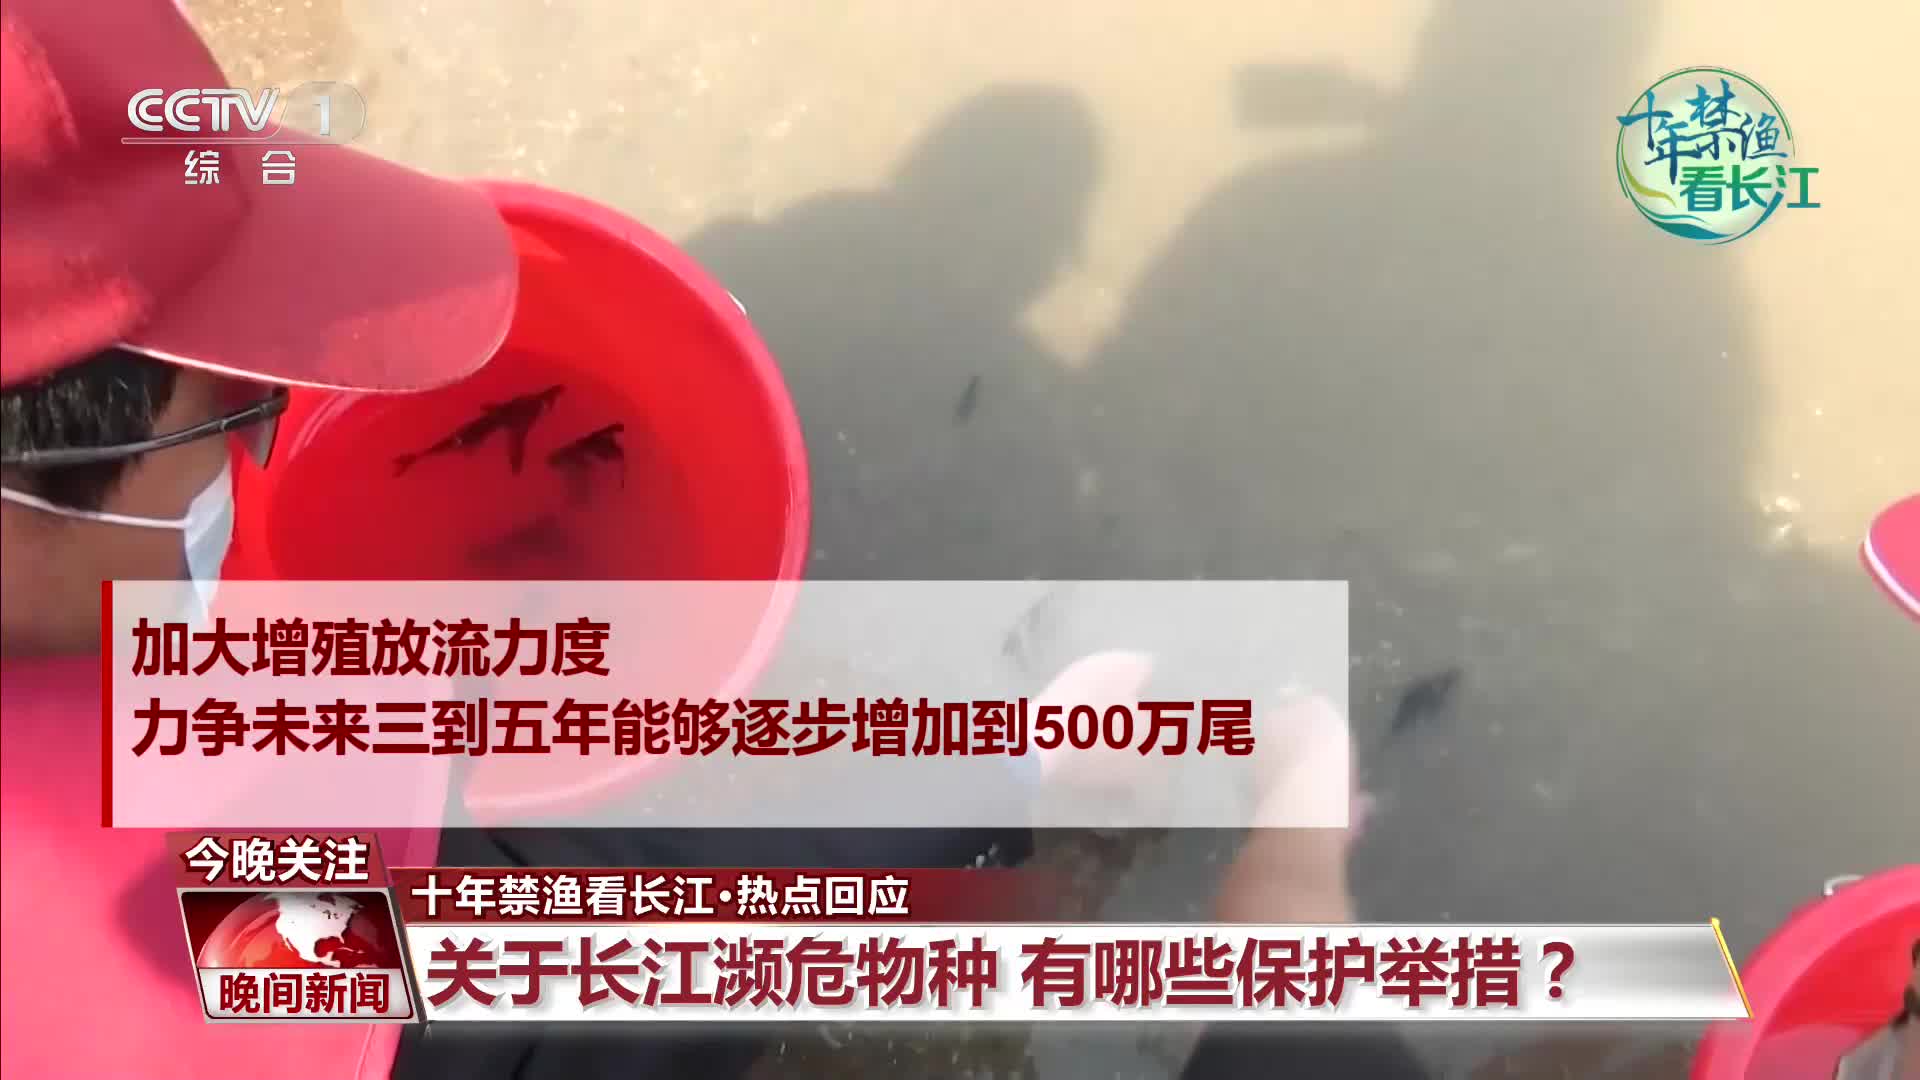 CCTV 1
综合
十年禁渔
看长江
加大增殖放流力度
力争未来三到五年能够逐步增加到500万尾
今晚关注
十年禁渔看长江·热点回应
晚间新闻
关于长江濒危物种 有哪些保护举措？